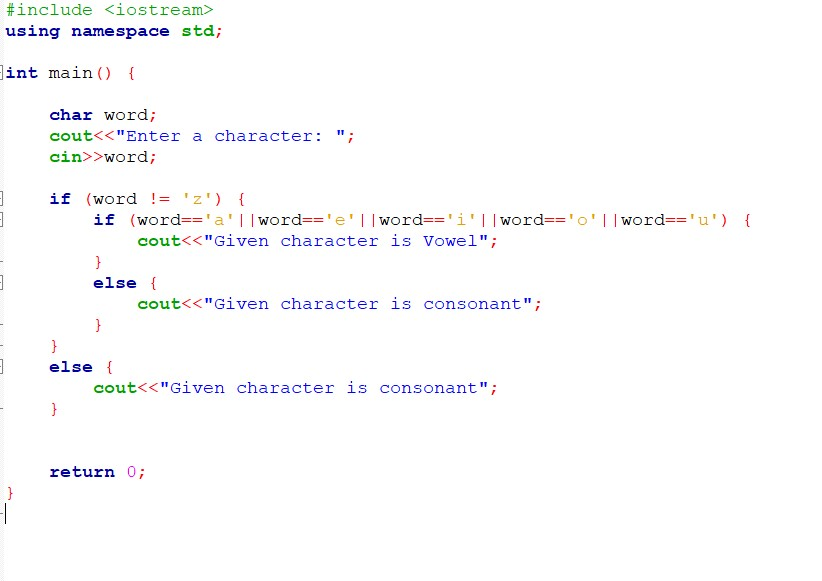 #include <iostream>
using namespace std;
int main() {
char word;
cout<<"Enter a character: ";
cin>>word;
if (word != 'z') {
if (word=='a'||word=='e'||word=='i'||word=='o'||word=='u') {
cout<<"Given character is Vowel";
}
else {
cout<<"Given character is consonant";
}
}
else {
cout<<"Given character is consonant";
}
return 0;
}